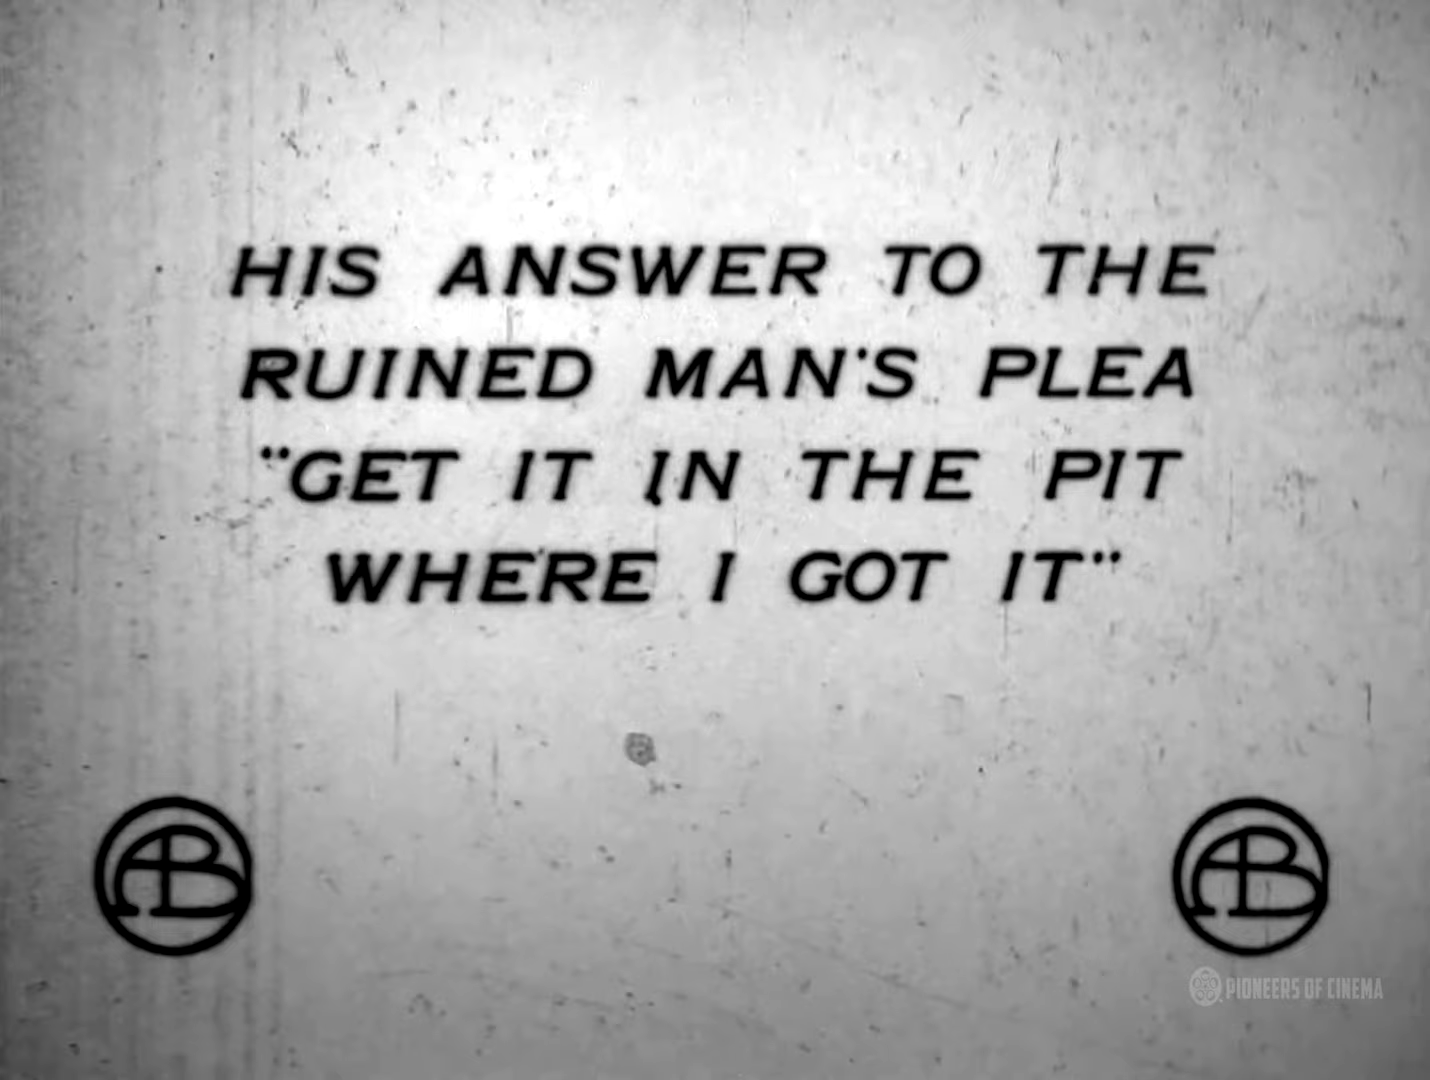 HIS ANSWER TO THE
RUINED MAN'S PLEA
"GET IT IN THE PIT
WHERE I GOT IT"
AB AB
PIONEERS OF CINEMA